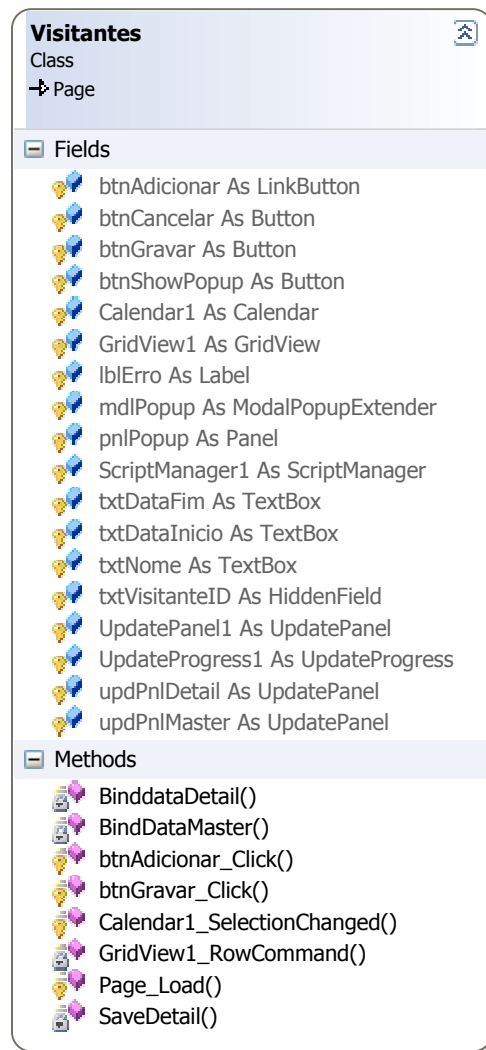 Visitantes
Class
Page
Fields
btnAdicionar As LinkButton
btnCancelar As Button
btnGravar As Button
btnShowPopup As Button
Calendar1 As Calendar
GridView1 As GridView
lblErro As Label
mdlPopup As ModalPopupExtender
pnlPopup As Panel
ScriptManager1 As ScriptManager
txtDataFim As TextBox
txtDataInicio As TextBox
txtNome As TextBox
txtVisitanteID As HiddenField
UpdatePanel1 As UpdatePanel
UpdateProgress1 As UpdateProgress
updPnlDetail As UpdatePanel
updPnlMaster As UpdatePanel
Methods
BinddataDetail()
BindDataMaster()
btnAdicionar_Click()
btnGravar_Click()
Calendar1_SelectionChanged()
GridView1_RowCommand()
Page_Load()
SaveDetail()